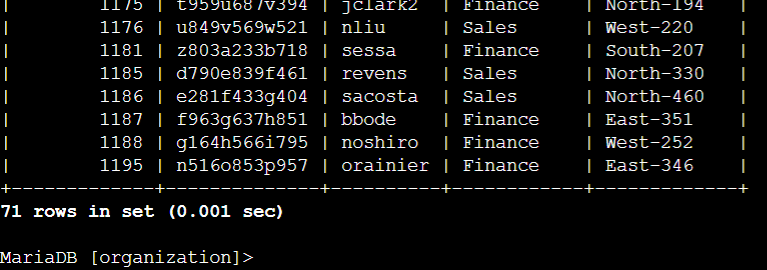 |        1175 | t959u687v394 | jclark2  | Finance    | North-194   |
|        1176 | u849v569w521 | nliu     | Sales      | West-220    |
|        1181 | z803a233b718 | sessa    | Finance    | South-207   |
|        1185 | d790e839f461 | revens   | Sales      | North-330   |
|        1186 | e281f433g404 | sacosta  | Sales      | North-460   |
|        1187 | f963g637h851 | bbode    | Finance    | East-351    |
|        1188 | g164h566i795 | noshiro  | Finance    | West-252    |
|        1195 | n516o853p957 | orainier | Finance    | East-346    |
+-------------+--------------+----------+------------+-------------+
71 rows in set (0.001 sec)
MariaDB [organization]>